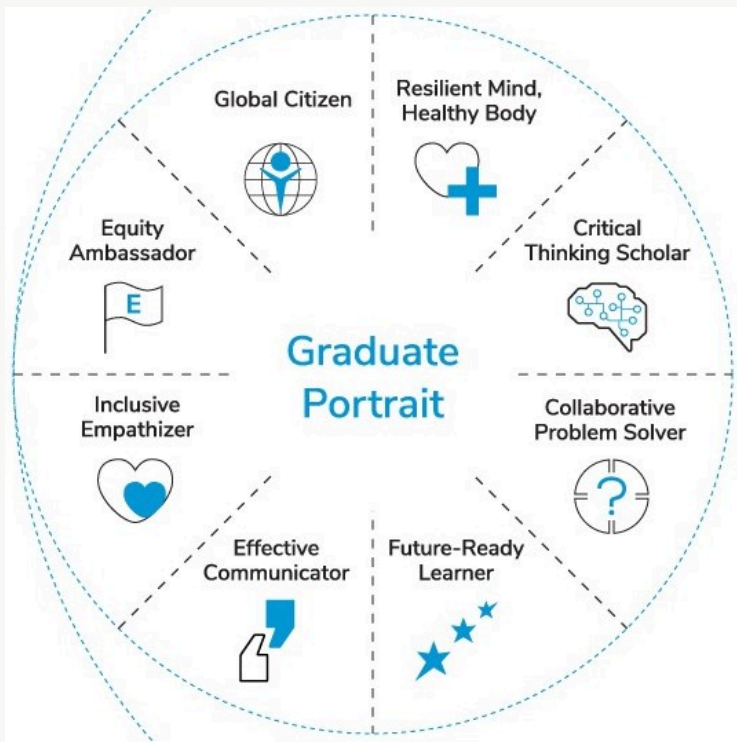 Global Citizen
Resilient Mind,
Healthy Body
Equity
Ambassador
E
Critical
Thinking Scholar
Graduate
Portrait
Inclusive
Empathizer
Collaborative
Problem Solver
?
Effective
Communicator
Future-Ready
Learner